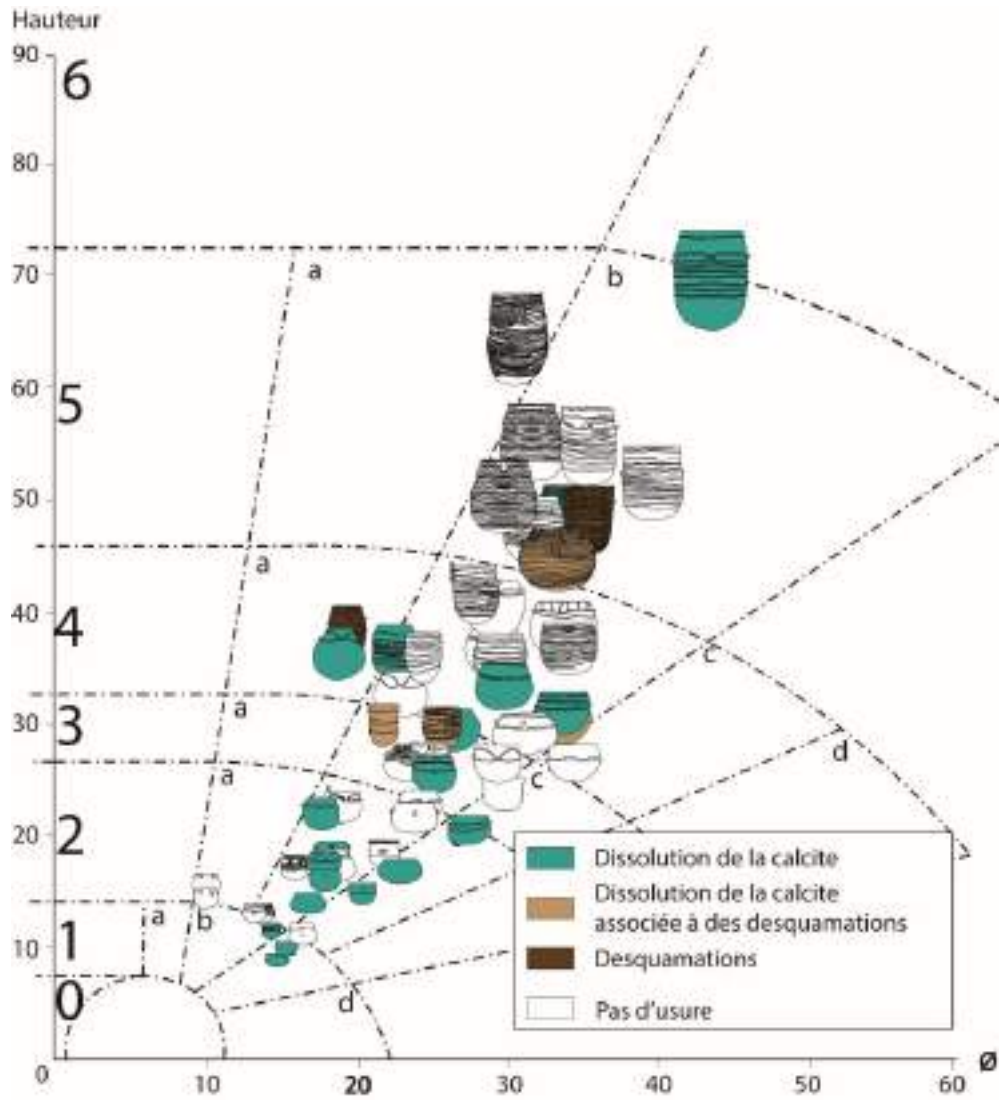 Hauteur
90
6
80
70
a
b
60
5
50
a
40
4
c
a
30
3
a
c
d
20
2
Dissolution de la calcite
Dissolution de la calcite
associée à des desquamations
Desquamations
Pas d'usure
a
b
1
10
0
d
0
10
20
30
40
50
60
Ø